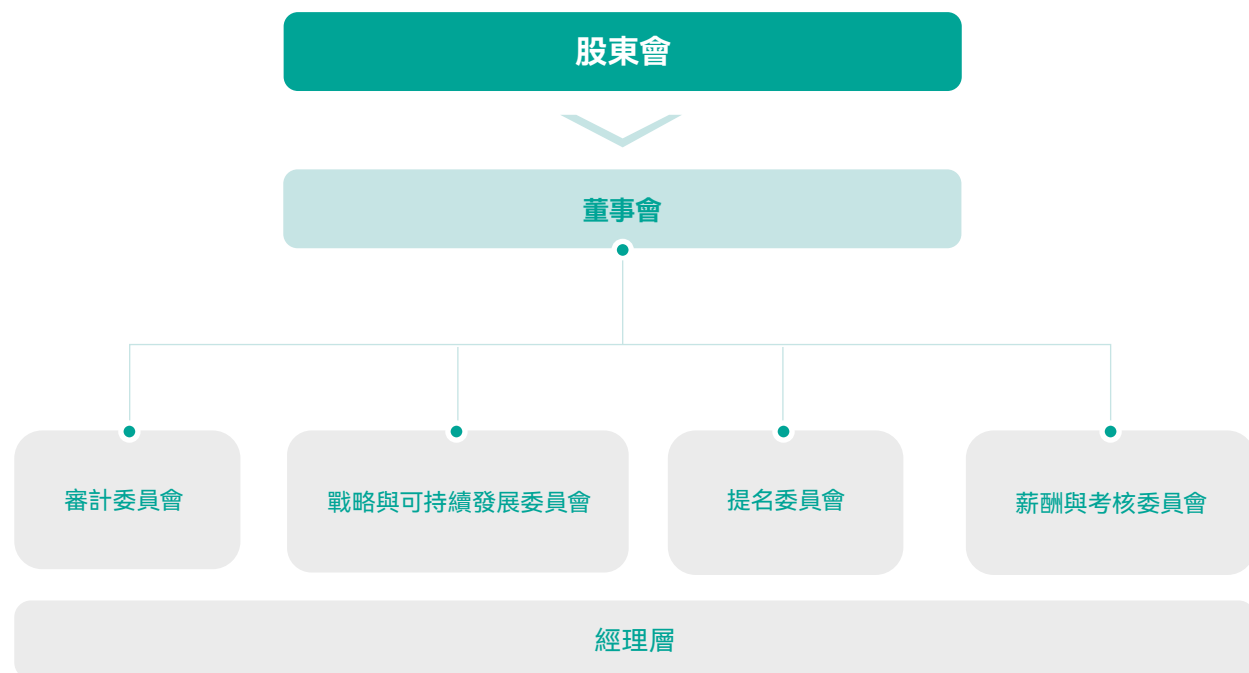 股東會
董事會
審計委員會
戰略與可持續發展委員會
提名委員會
薪酬與考核委員會
經理層